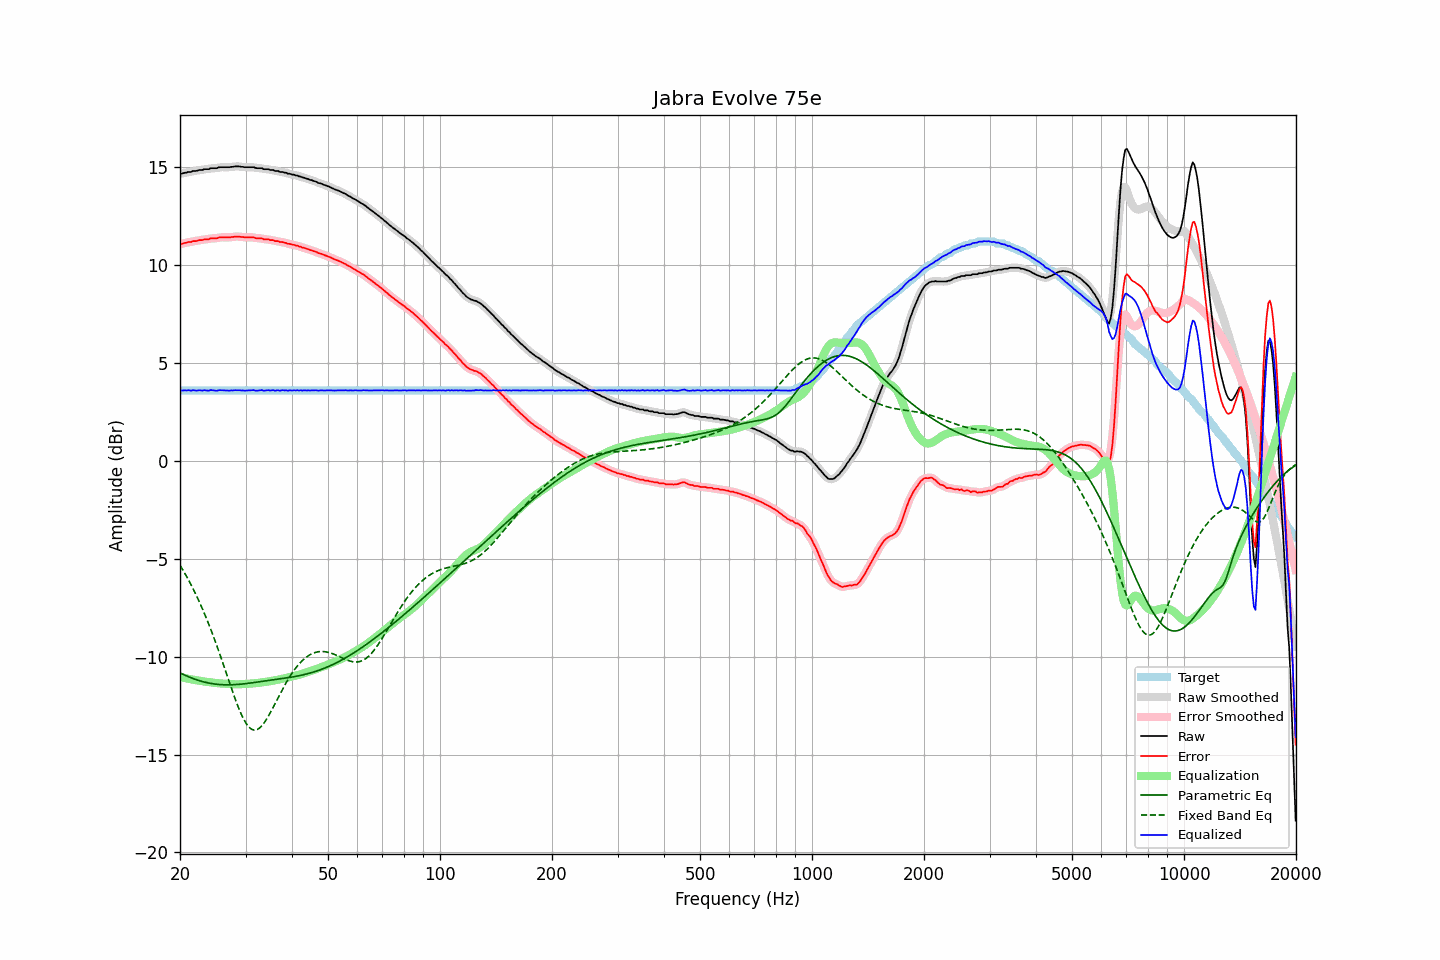 Jabra Evolve 75e
Amplitude (dBr)
15
10
5
0
−5
−10
−15
−20
20
50
100
200
500
1000
2000
5000
10000
20000
Frequency (Hz)
Target
Raw Smoothed
Error Smoothed
Raw
Error
Equalization
Parametric Eq
Fixed Band Eq
Equalized